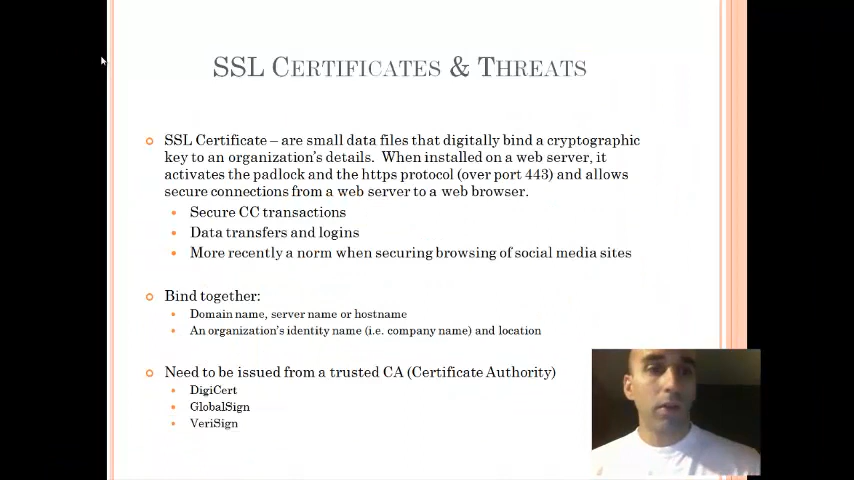 SSL Certificates & Threats
SSL Certificate – are small data files that digitally bind a cryptographic
key to an organization's details. When installed on a web server, it
activates the padlock and the https protocol (over port 443) and allows
secure connections from a web server to a web browser.
Secure CC transactions
Data transfers and logins
More recently a norm when securing browsing of social media sites
Bind together:
Domain name, server name or hostname
An organization's identity name (i.e. company name) and location
Need to be issued from a trusted CA (Certificate Authority)
DigiCert
GlobalSign
VeriSign